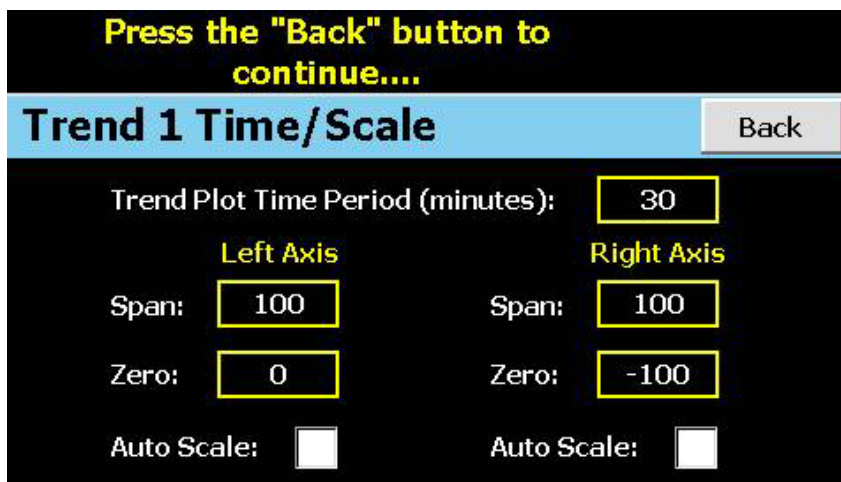 Press the "Back" button to
continue....
Trend 1 Time/Scale
Back
Trend Plot Time Period (minutes): 30
Left Axis Right Axis
Span: 100 Span: 100
Zero: 0 Zero: -100
Auto Scale: Auto Scale: